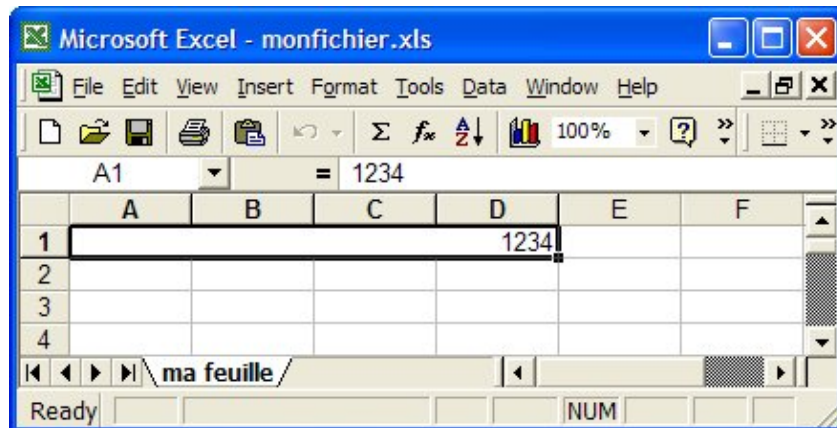 Microsoft Excel - monfichier.xls
File Edit View Insert Format Tools Data Window Help
Σ fx A Z 100% ? »
A1 = 1234
A B C D E F
1 1234
2
3
4
ma feuille
Ready NUM